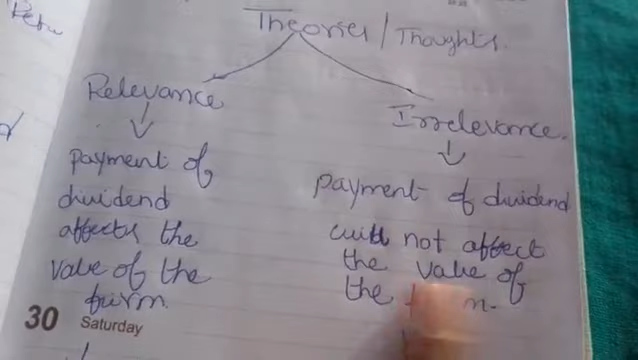 Theories / Thoughts.
Relevance
Irrelevance.
payment of
dividend
affects the
value of the
firm.
payment of dividend
will not affect
the value of
the
30 Saturday